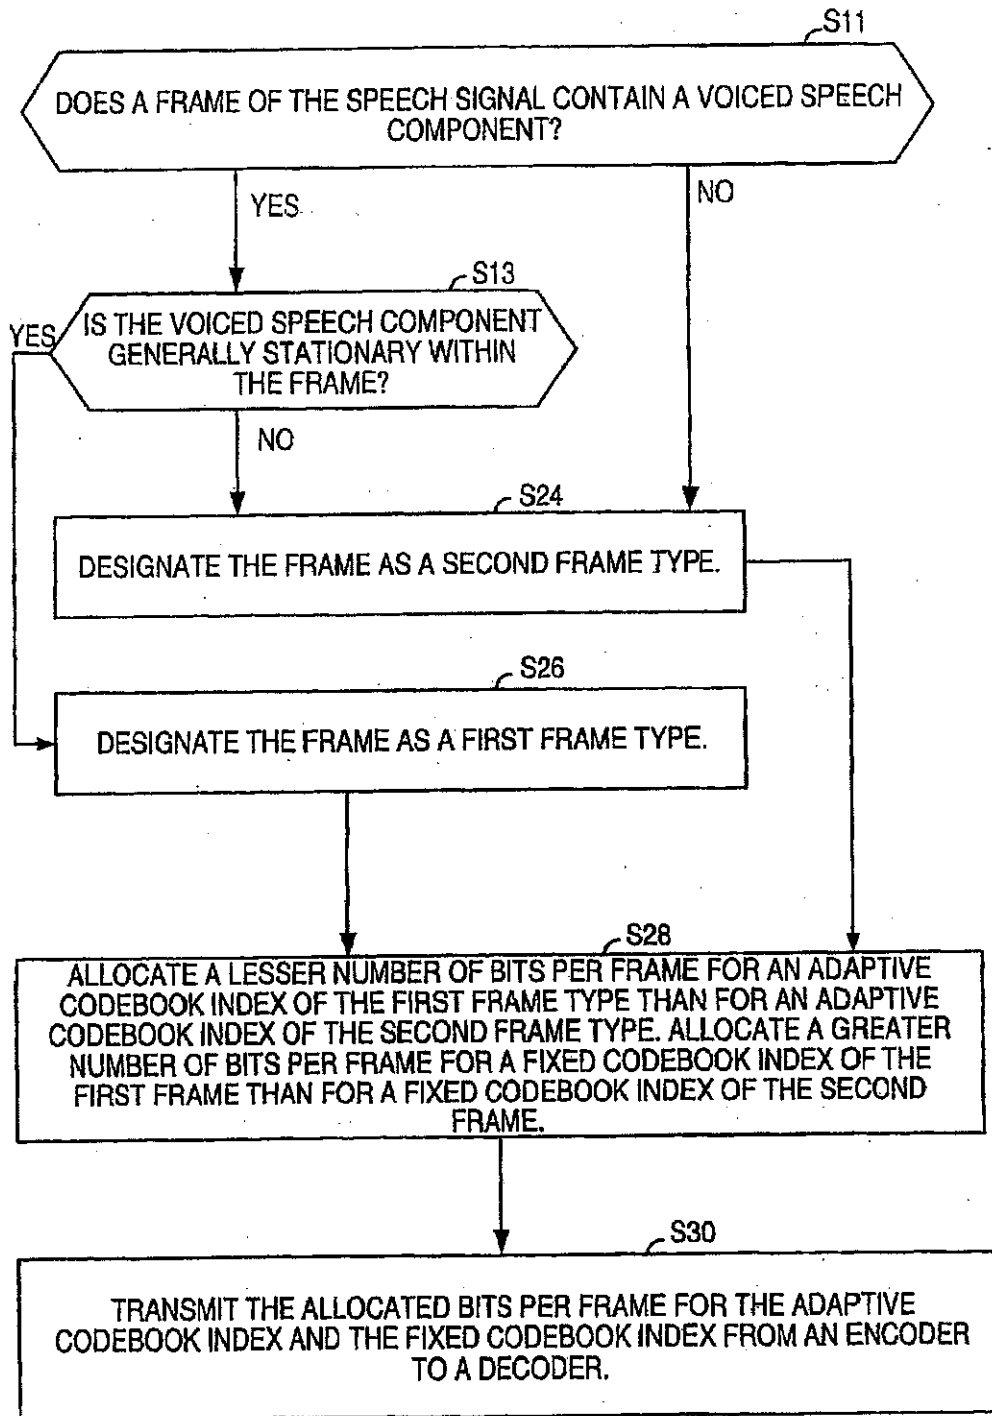 S11
DOES A FRAME OF THE SPEECH SIGNAL CONTAIN A VOICED SPEECH
COMPONENT?
YES
NO
S13
YES
IS THE VOICED SPEECH COMPONENT
GENERALLY STATIONARY WITHIN
THE FRAME?
NO
S24
DESIGNATE THE FRAME AS A SECOND FRAME TYPE.
S26
DESIGNATE THE FRAME AS A FIRST FRAME TYPE.
S28
ALLOCATE A LESSER NUMBER OF BITS PER FRAME FOR AN ADAPTIVE
CODEBOOK INDEX OF THE FIRST FRAME TYPE THAN FOR AN ADAPTIVE
CODEBOOK INDEX OF THE SECOND FRAME TYPE. ALLOCATE A GREATER
NUMBER OF BITS PER FRAME FOR A FIXED CODEBOOK INDEX OF THE
FIRST FRAME THAN FOR A FIXED CODEBOOK INDEX OF THE SECOND
FRAME.
S30
TRANSMIT THE ALLOCATED BITS PER FRAME FOR THE ADAPTIVE
CODEBOOK INDEX AND THE FIXED CODEBOOK INDEX FROM AN ENCODER
TO A DECODER.